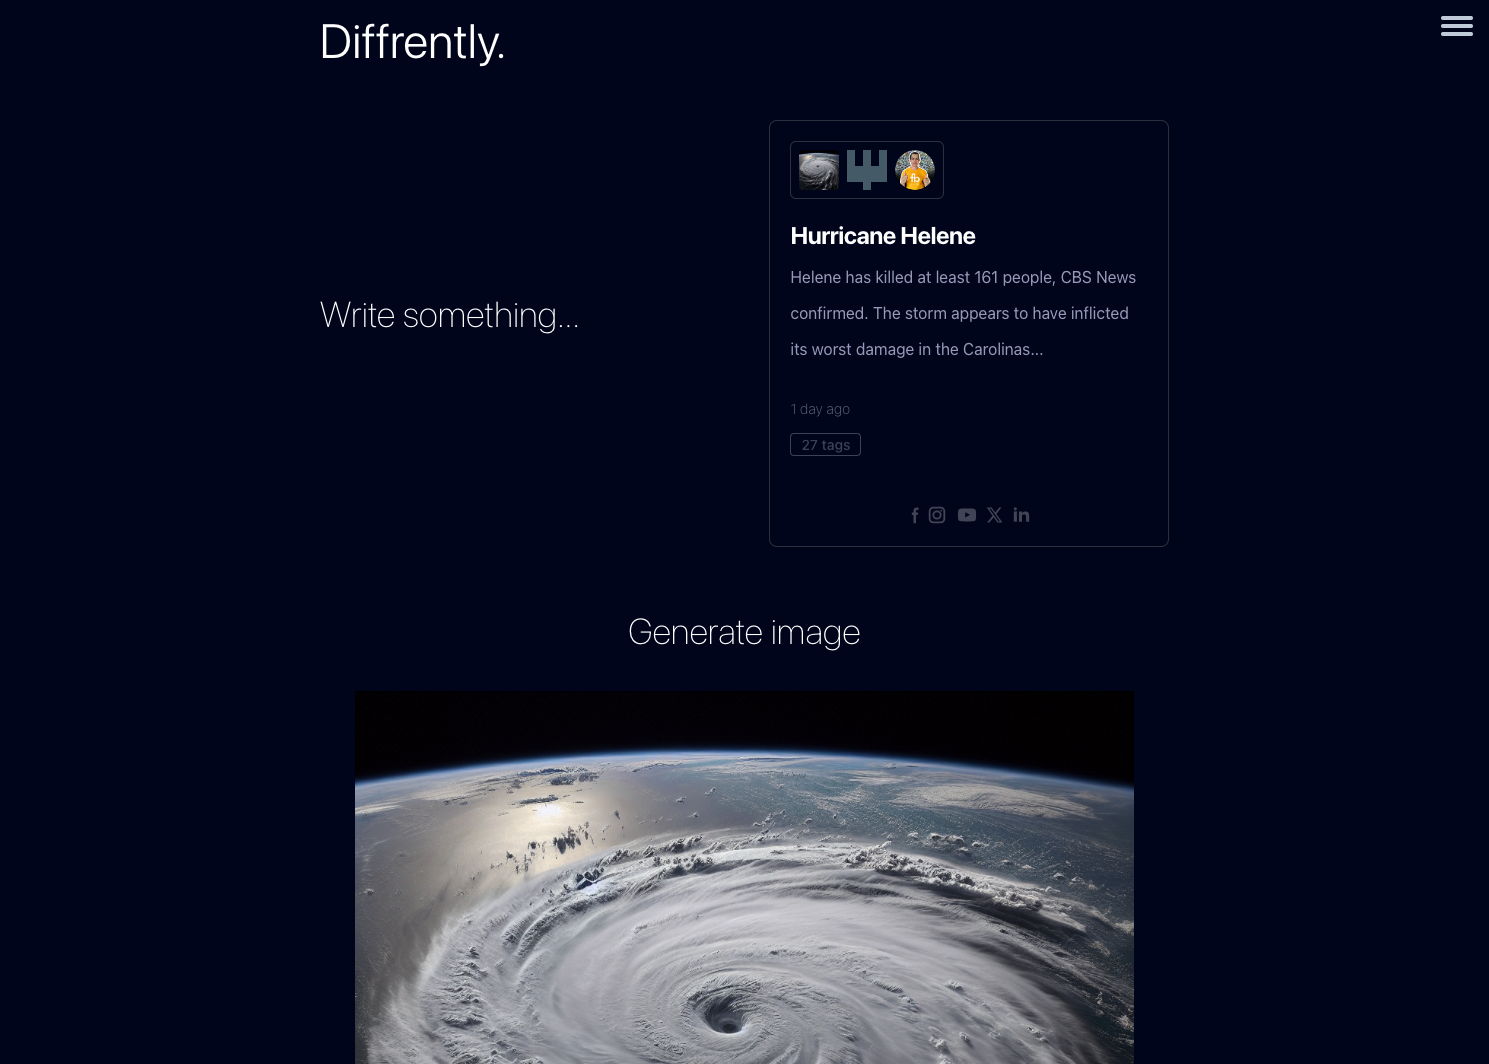 Diffrently.
Write something...
fb
Hurricane Helene
Helene has killed at least 161 people, CBS News
confirmed. The storm appears to have inflicted
its worst damage in the Carolinas...
1 day ago
27 tags
Generate image